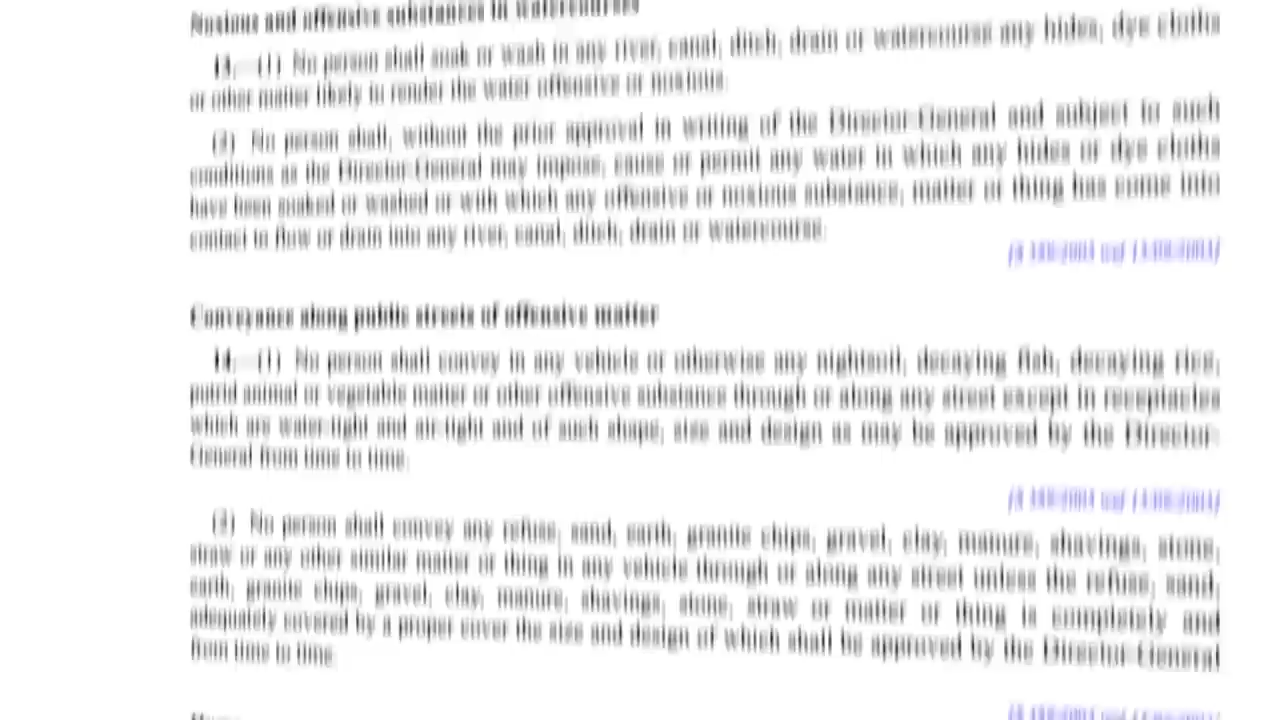 Noxious and offensive substances in watercourses
13. —(1) No person shall soak or wash in any river, canal, ditch, drain or watercourse any hides, dye cloths
or other matter likely to render the water offensive or noxious.
(2) No person shall, without the prior approval in writing of the Director-General and subject to such
conditions as the Director-General may impose, cause or permit any water in which any hides or dye cloths
have been soaked or washed or with which any offensive or noxious substance, matter or thing has come into
contact to flow or drain into any river, canal, ditch, drain or watercourse.
Conveyance along public streets of offensive matter
14. —(1) No person shall convey in any vehicle or otherwise any nightsoil, decaying fish, decaying rice,
putrid animal or vegetable matter or other offensive substance through or along any street except in receptacles
which are water-tight and air-tight and of such shape, size and design as may be approved by the Director-
General from time to time.
(2) No person shall convey any refuse, sand, earth, granite chips, gravel, clay, manure, shavings, stone,
straw or any other similar matter or thing in any vehicle through or along any street unless the refuse, sand,
earth, granite chips, gravel, clay, manure, shavings, stone, straw or matter or thing is completely and
adequately covered by a proper cover the size and design of which shall be approved by the Director-General
from time to time.